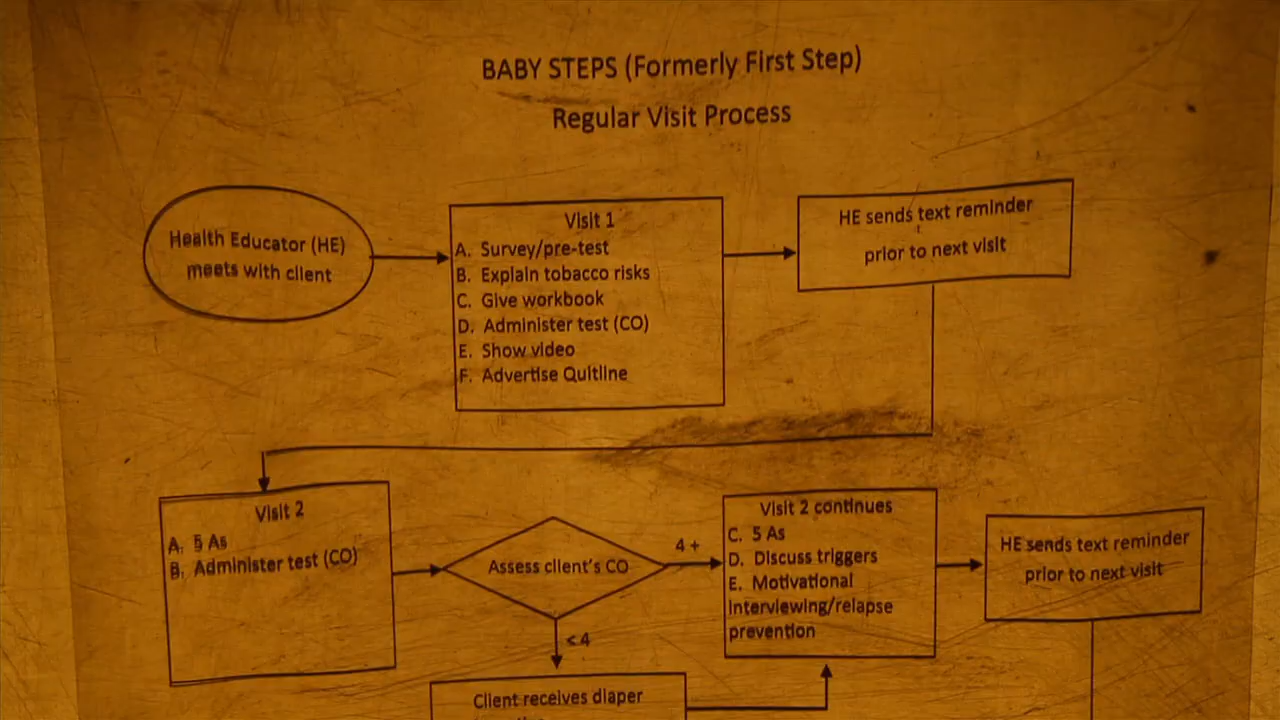 BABY STEPS (Formerly First Step)
Regular Visit Process
Health Educator (HE)
meets with client
Visit 1
A. Survey/pre-test
B. Explain tobacco risks
C. Give workbook
D. Administer test (CO)
E. Show video
F. Advertise Quitline
HE sends text reminder
prior to next visit
Visit 2
A. 5 As
B. Administer test (CO)
Assess client's CO
4 +
<4
Visit 2 continues
C. 5 As
D. Discuss triggers
E. Motivational
Interviewing/relapse
prevention
HE sends text reminder
prior to next visit
Client receives diaper